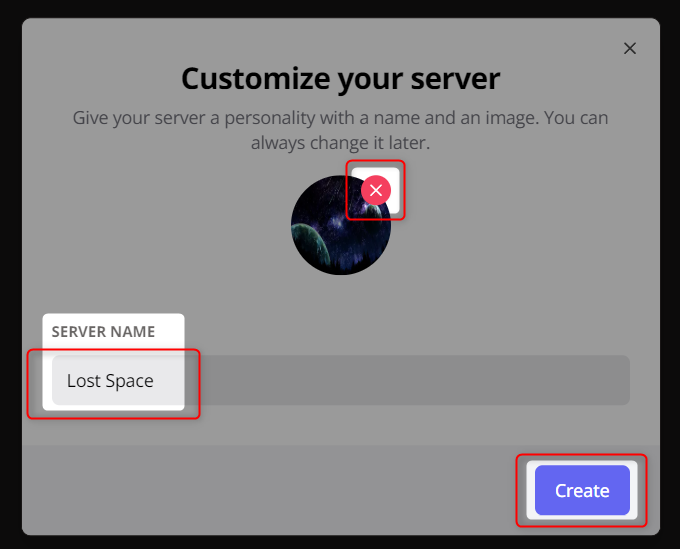 Customize your server
Give your server a personality with a name and an image. You can
always change it later.
SERVER NAME
Lost Space
Create